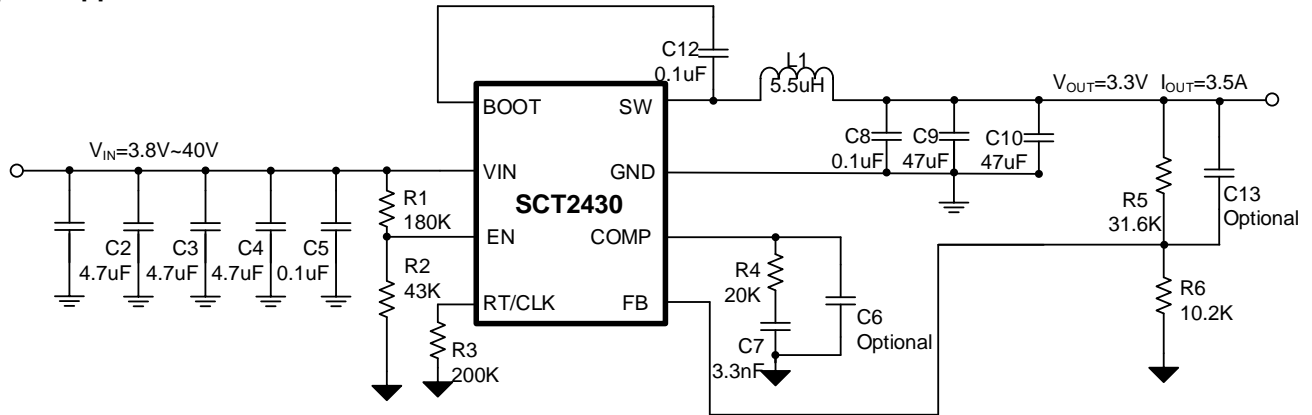 C12
0.1uF
L1
5.5uH
V_OUT=3.3V I_OUT=3.5A
BOOT
SW
C8
0.1uF
C9
47uF
C10
47uF
V_IN=3.8V~40V
VIN
GND
R5
31.6K
C13
Optional
R1
180K
SCT2430
C2
4.7uF
C3
4.7uF
C4
4.7uF
C5
0.1uF
EN
COMP
R2
43K
R4
20K
RT/CLK
FB
C6
Optional
R6
10.2K
R3
200K
C7
3.3nF